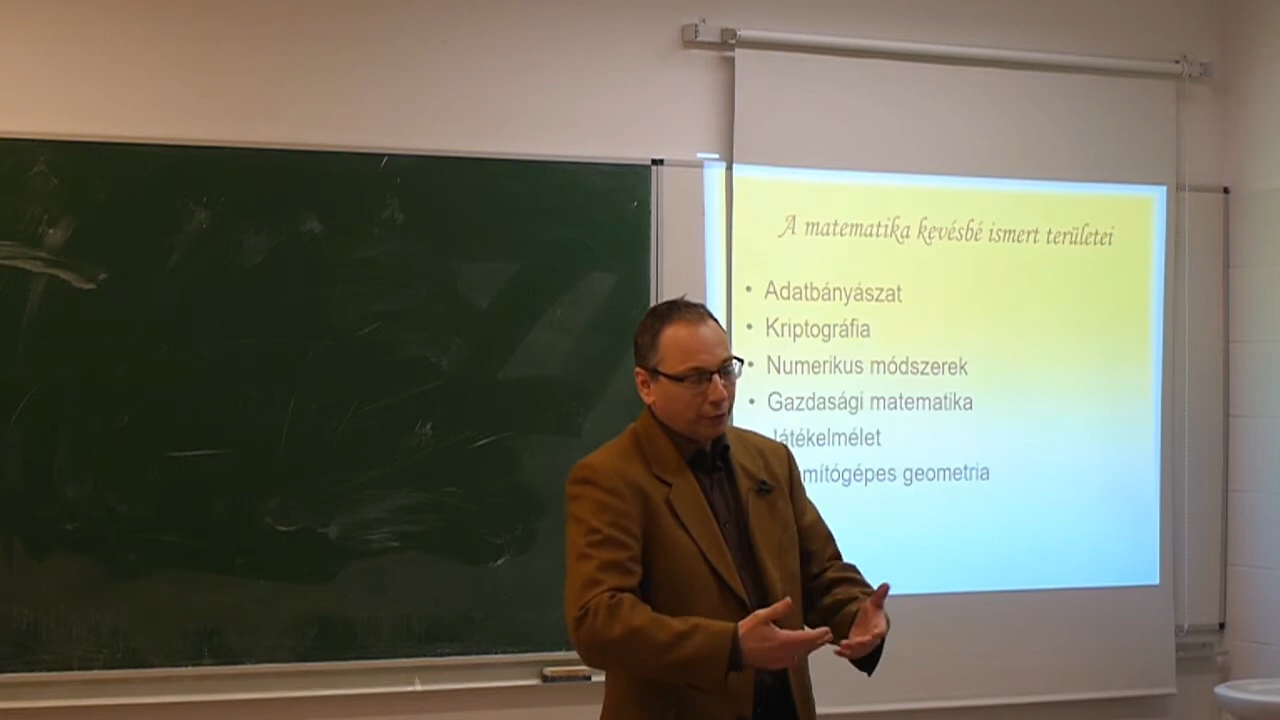 A matematika kevésbé ismert területei
• Adatbányászat
• Kriptográfia
• Numerikus módszerek
• Gazdasági matematika
Játékelmélet
geometria